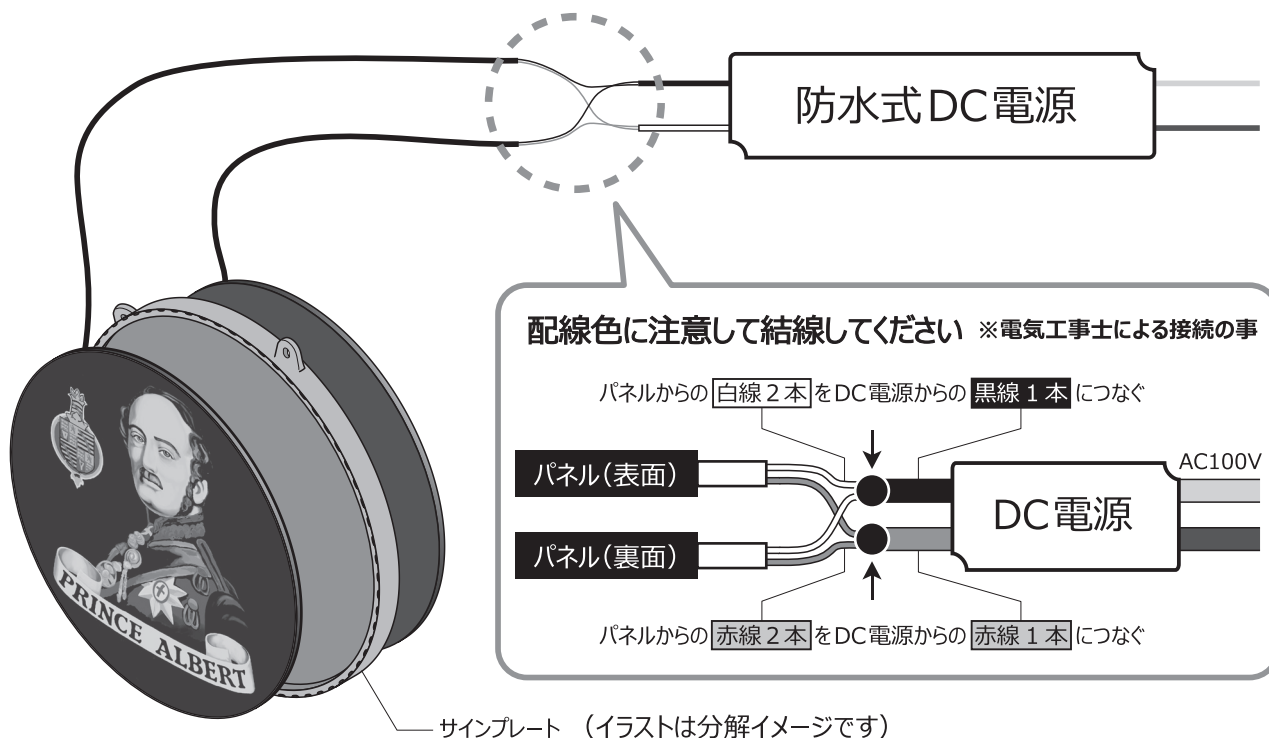 防水式DC電源
配線色に注意して結線してください ※電気工事士による接続の事
パネルからの 白線2本 をDC電源からの 黒線1本 につなぐ
パネル(表面)
AC100V
DC電源
パネル(裏面)
パネルからの 赤線2本 をDC電源からの 赤線1本 につなぐ
PRINCE ALBERT
サインプレート (イラストは分解イメージです)